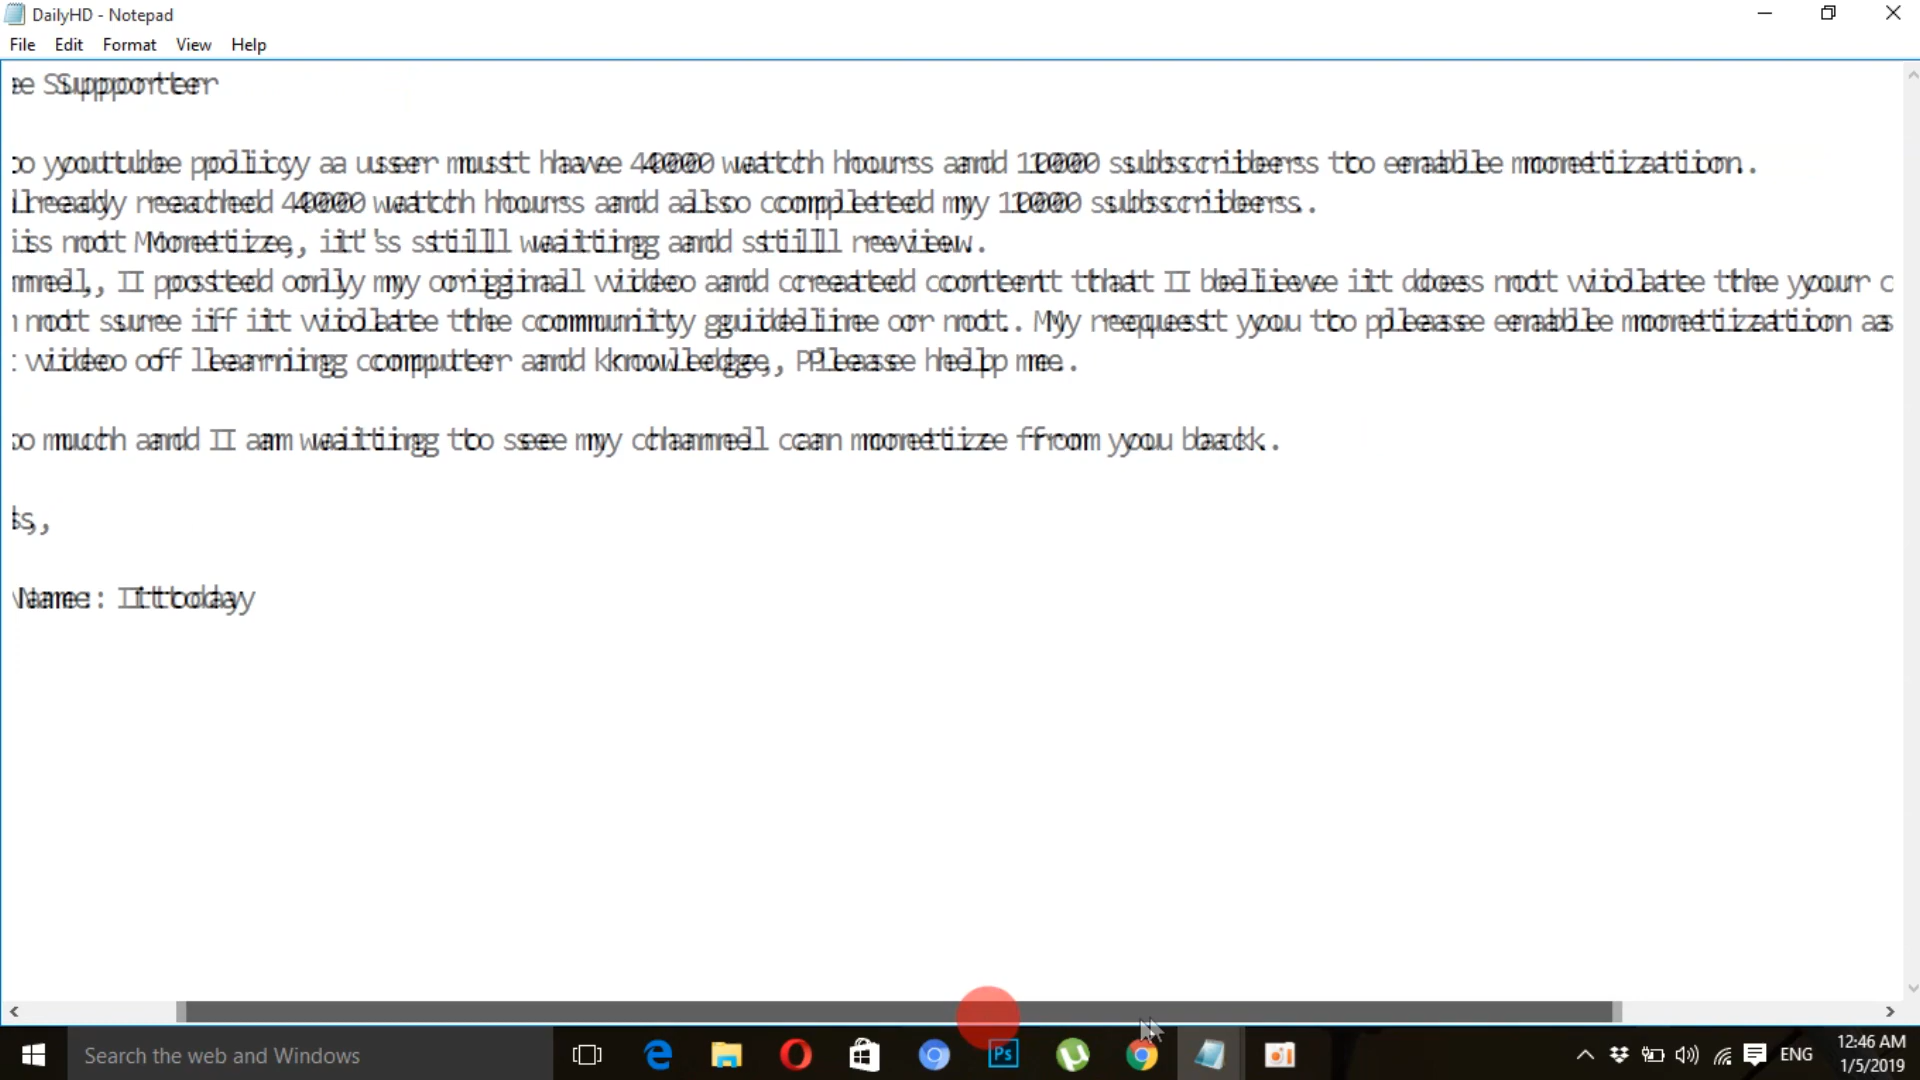 DailyHD - Notepad
File Edit Format View Help
Supporter
youtube policy a user must have 4000 watch hours and 1000 subscribers to enable monetization.
reached 4000 watch hours and also completed my 1000 subscribers.
is not Monetize, it's still waiting and still review.
I posted only my original video and created content that I believe it does not violate the your
not sure if it violate the community guideline or not. My request you to please enable monetization as
video of learning computer and knowledge, Please help me.
much and I am waiting to see my channel can monetize from you back.
Name: Ittoday
Search the web and Windows
Ps
ENG
12:46 AM
1/5/2019